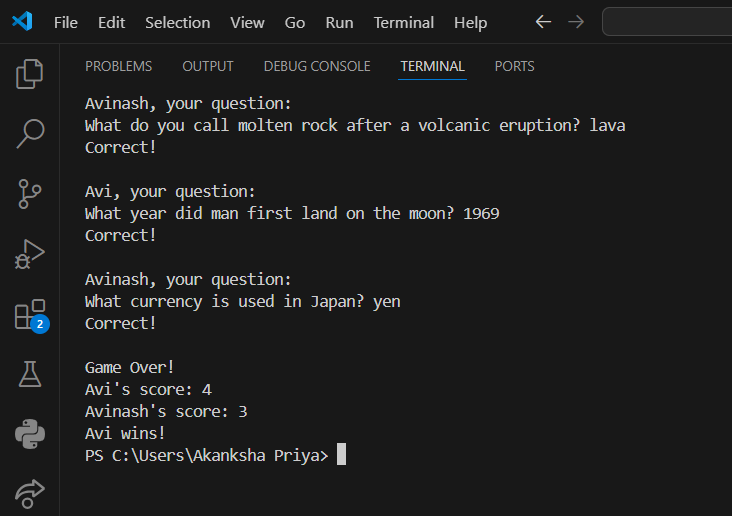 File Edit Selection View Go Run Terminal Help
PROBLEMS OUTPUT DEBUG CONSOLE TERMINAL PORTS
Avinash, your question:
What do you call molten rock after a volcanic eruption? lava
Correct!
Avi, your question:
What year did man first land on the moon? 1969
Correct!
Avinash, your question:
What currency is used in Japan? yen
Correct!
2
Game Over!
Avi's score: 4
Avinash's score: 3
Avi wins!
PS C:\Users\Akanksha Priya>